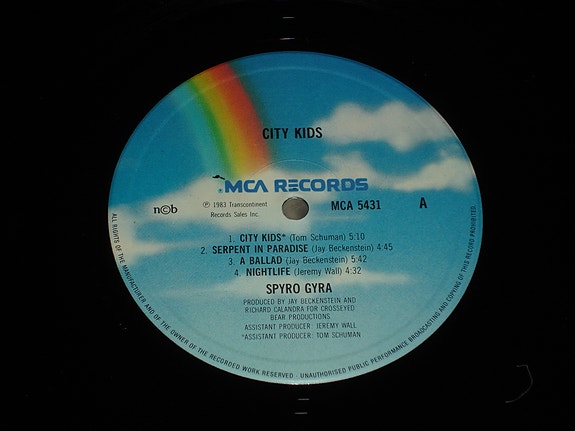 CITY KIDS
MCA RECORDS
n©b
℗ 1983 Transcontinent
Records Sales Inc.
MCA 5431
A
1. CITY KIDS* (Tom Schuman) 5:10
2. SERPENT IN PARADISE (Jay Beckenstein) 4:45
3. A BALLAD (Jay Beckenstein) 5:42
4. NIGHTLIFE (Jeremy Wall) 4:32
SPYRO GYRA
PRODUCED BY JAY BECKENSTEIN AND
RICHARD CALANDRA FOR CROSSEYED
BEAR PRODUCTIONS
ASSISTANT PRODUCER: JEREMY WALL
*ASSISTANT PRODUCER: TOM SCHUMAN
ALL RIGHTS OF THE MANUFACTURER AND OF THE OWNER OF THE RECORDED WORK RESERVED - UNAUTHORISED PUBLIC PERFORMANCE BROADCASTING AND COPYING OF THIS RECORD PROHIBITED.